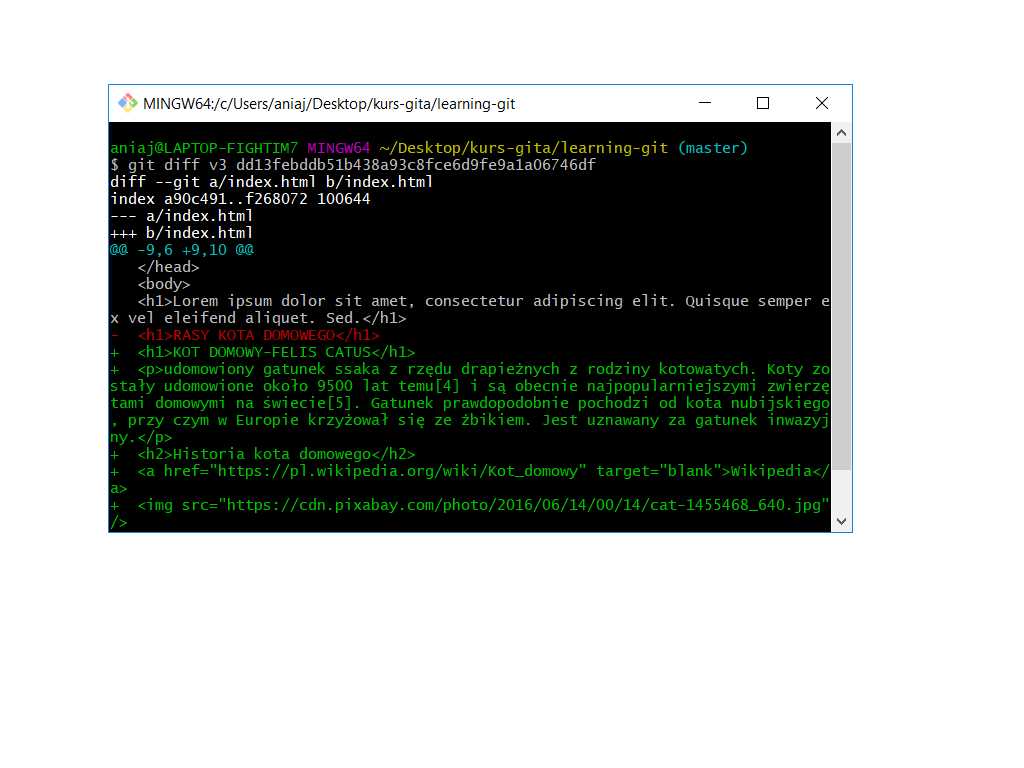 MINGW64:/c/Users/aniaj/Desktop/kurs-gita/learning-git
aniaj@LAPTOP-FIGHTIM7 MINGW64 ~/Desktop/kurs-gita/learning-git (master)
$ git diff v3 dd13febddb51b438a93c8fce6d9fe9a1a06746df
diff --git a/index.html b/index.html
index a90c491..f268072 100644
--- a/index.html
+++ b/index.html
@@ -9,6 +9,10 @@
   </head>
   <body>
   <h1>Lorem ipsum dolor sit amet, consectetur adipiscing elit. Quisque semper e
x vel eleifend aliquet. Sed.</h1>
-  <h1>RASY KOTA DOMOWEGO</h1>
+  <h1>KOT DOMOWY-FELIS CATUS</h1>
+  <p>udomowiony gatunek ssaka z rzędu drapieżnych z rodziny kotowatych. Koty zo
stały udomowione około 9500 lat temu[4] i są obecnie najpopularniejszymi zwierzę
tami domowymi na świecie[5]. Gatunek prawdopodobnie pochodzi od kota nubijskiego
, przy czym w Europie krzyżował się ze żbikiem. Jest uznawany za gatunek inwazyj
ny.</p>
+  <h2>Historia kota domowego</h2>
+  <a href="https://pl.wikipedia.org/wiki/Kot_domowy" target="blank">Wikipedia</
a>
+  <img src="https://cdn.pixabay.com/photo/2016/06/14/00/14/cat-1455468_640.jpg"
/>